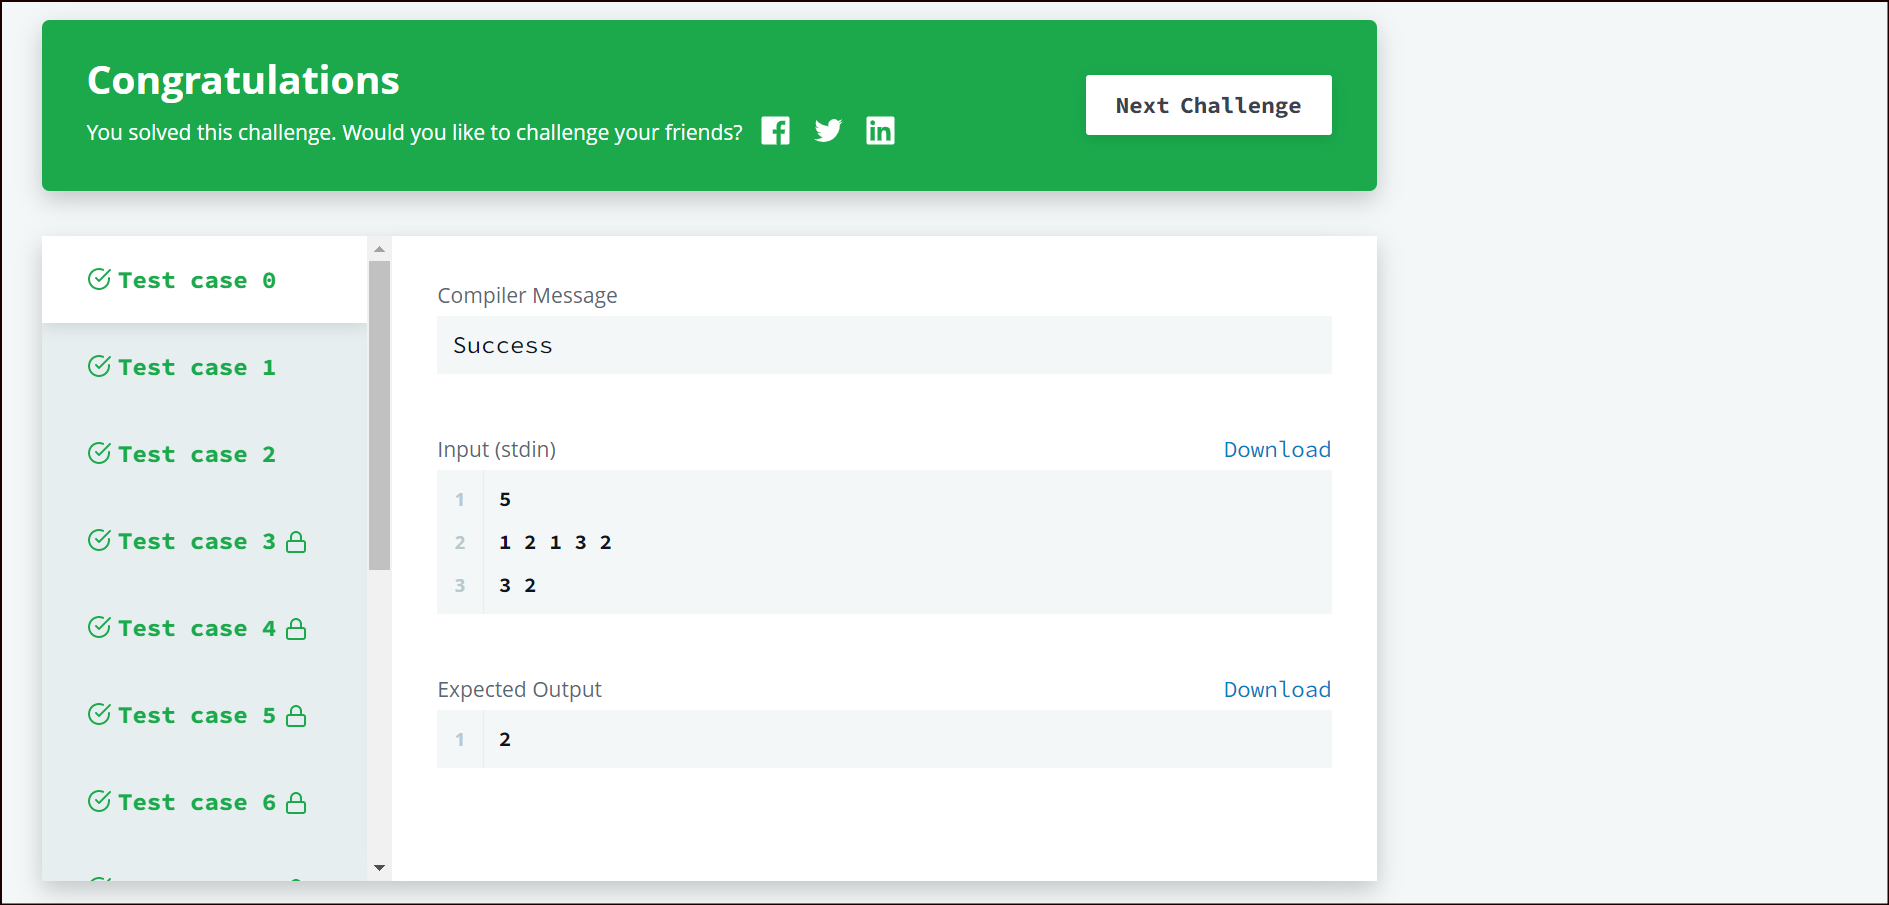 Congratulations
You solved this challenge. Would you like to challenge your friends?
Next Challenge
Test case 0
Test case 1
Test case 2
Test case 3
Test case 4
Test case 5
Test case 6
Compiler Message
Success
Input (stdin)
Download
1 5
2 1 2 1 3 2
3 3 2
Expected Output
Download
1 2